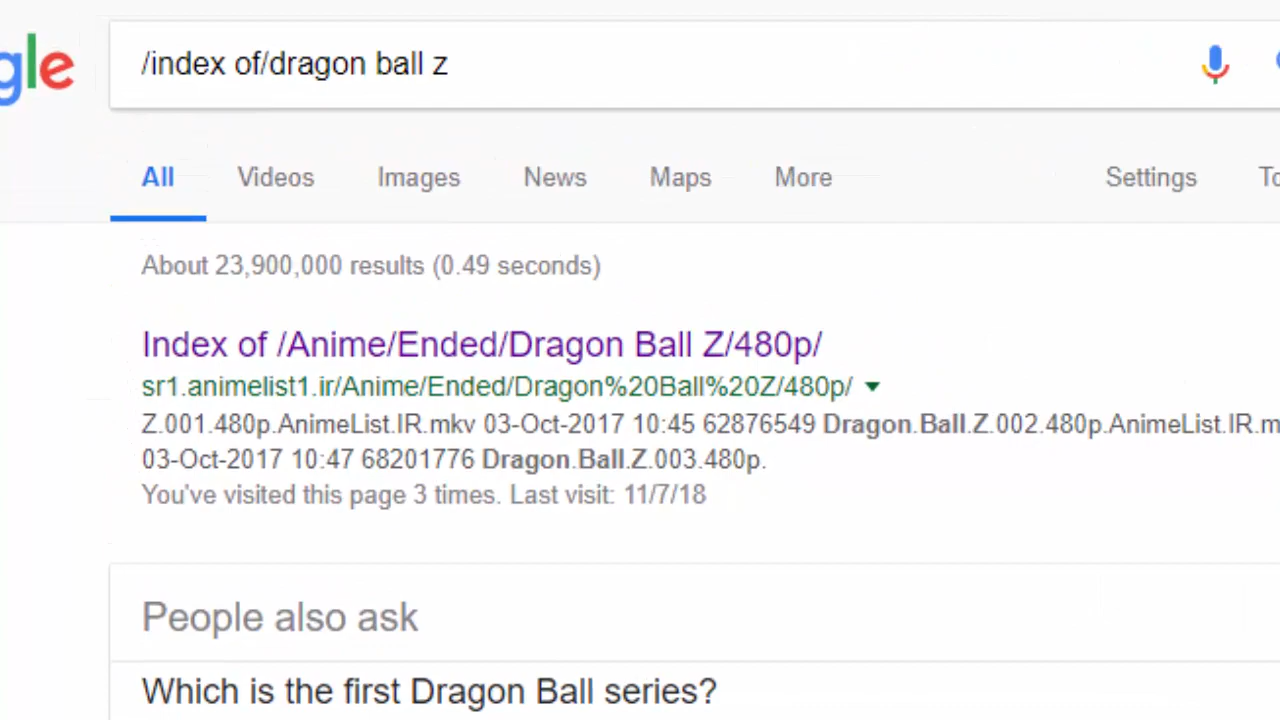 gle
/index of/dragon ball z
All Videos Images News Maps More Settings To
About 23,900,000 results (0.49 seconds)
Index of /Anime/Ended/Dragon Ball Z/480p/
sr1.animelist1.ir/Anime/Ended/Dragon%20Ball%20Z/480p/
Z.001.480p.AnimeList.IR.mkv 03-Oct-2017 10:45 62876549 Dragon.Ball.Z.002.480p.AnimeList.IR.m
03-Oct-2017 10:47 68201776 Dragon.Ball.Z.003.480p.
You've visited this page 3 times. Last visit: 11/7/18
People also ask
Which is the first Dragon Ball series?